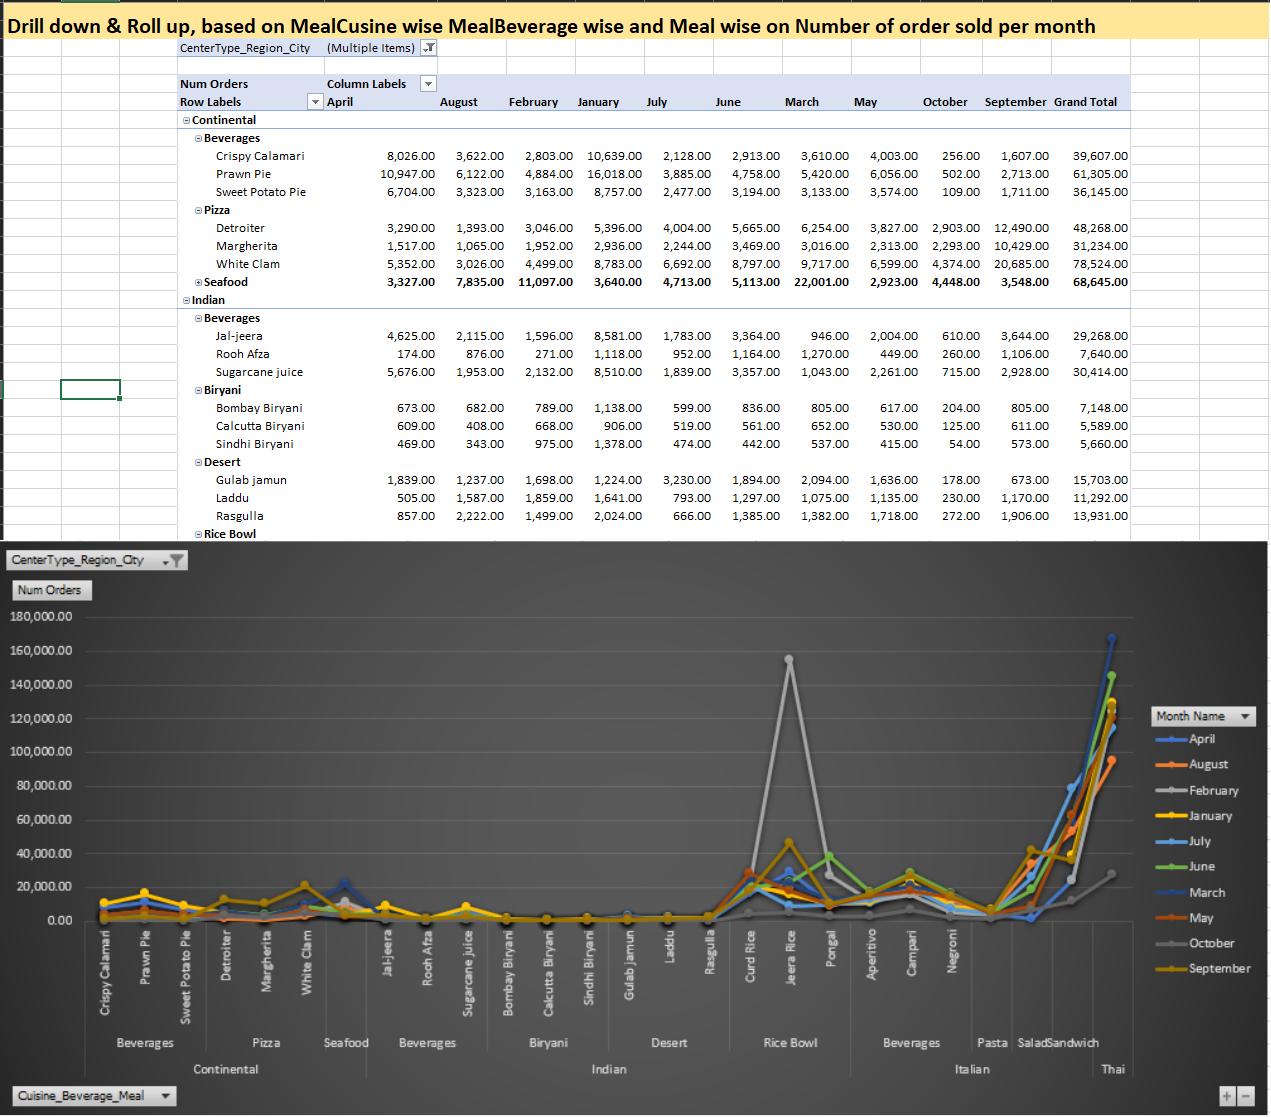 Drill down & Roll up, based on MealCusine wise MealBeverage wise and Meal wise on Number of order sold per month
CenterType_Region_City (Multiple Items)
Num Orders Column Labels
Row Labels April August February January July June March May October September Grand Total
Continental
Beverages
Crispy Calamari 8,026.00 3,622.00 2,803.00 10,639.00 2,128.00 2,913.00 3,610.00 4,003.00 256.00 1,607.00 39,607.00
Prawn Pie 10,947.00 6,122.00 4,884.00 16,018.00 3,885.00 4,758.00 5,420.00 6,056.00 502.00 2,713.00 61,305.00
Sweet Potato Pie 6,704.00 3,323.00 3,163.00 8,757.00 2,477.00 3,194.00 3,133.00 3,574.00 109.00 1,711.00 36,145.00
Pizza
Detroiter 3,290.00 1,393.00 3,046.00 5,396.00 4,004.00 5,665.00 6,254.00 3,827.00 2,903.00 12,490.00 48,268.00
Margherita 1,517.00 1,065.00 1,952.00 2,936.00 2,244.00 3,469.00 3,016.00 2,313.00 2,293.00 10,429.00 31,234.00
White Clam 5,352.00 3,026.00 4,499.00 8,783.00 6,692.00 8,797.00 9,717.00 6,599.00 4,374.00 20,685.00 78,524.00
Seafood 3,327.00 7,835.00 11,097.00 3,640.00 4,713.00 5,113.00 22,001.00 2,923.00 4,448.00 3,548.00 68,645.00
Indian
Beverages
Jal-jeera 4,625.00 2,115.00 1,596.00 8,581.00 1,783.00 3,364.00 946.00 2,004.00 610.00 3,644.00 29,268.00
Rooh Afza 174.00 876.00 271.00 1,118.00 952.00 1,164.00 1,270.00 449.00 260.00 1,106.00 7,640.00
Sugarcane juice 5,676.00 1,953.00 2,132.00 8,510.00 1,839.00 3,357.00 1,043.00 2,261.00 715.00 2,928.00 30,414.00
Biryani
Bombay Biryani 673.00 682.00 789.00 1,138.00 599.00 836.00 805.00 617.00 204.00 805.00 7,148.00
Calcutta Biryani 609.00 408.00 668.00 906.00 519.00 561.00 652.00 530.00 125.00 611.00 5,589.00
Sindhi Biryani 469.00 343.00 975.00 1,378.00 474.00 442.00 537.00 415.00 54.00 573.00 5,660.00
Desert
Gulab jamun 1,839.00 1,237.00 1,698.00 1,224.00 3,230.00 1,894.00 2,094.00 1,636.00 178.00 673.00 15,703.00
Laddu 505.00 1,587.00 1,859.00 1,641.00 793.00 1,297.00 1,075.00 1,135.00 230.00 1,170.00 11,292.00
Rasgulla 857.00 2,222.00 1,499.00 2,024.00 666.00 1,385.00 1,382.00 1,718.00 272.00 1,906.00 13,931.00
Rice Bowl
CenterType_Region_City
Num Orders
180,000.00
160,000.00
140,000.00
120,000.00
100,000.00
80,000.00
60,000.00
40,000.00
20,000.00
0.00
Month Name
April
August
February
January
July
June
March
May
October
September
Crispy Calamari
Prawn Pie
Sweet Potato Pie
Detroiter
Margherita
White Clam
Jal-jeera
Rooh Afza
Sugarcane juice
Bombay Biryani
Calcutta Biryani
Sindhi Biryani
Gulab jamun
Laddu
Rasgulla
Curd Rice
Jeera Rice
Pongal
Aperitivo
Campari
Negroni
Beverages Pizza Seafood Beverages Biryani Desert Rice Bowl Beverages Pasta Salad Sandwich
Continental Indian Italian Thai
Cuisine_Beverage_Meal